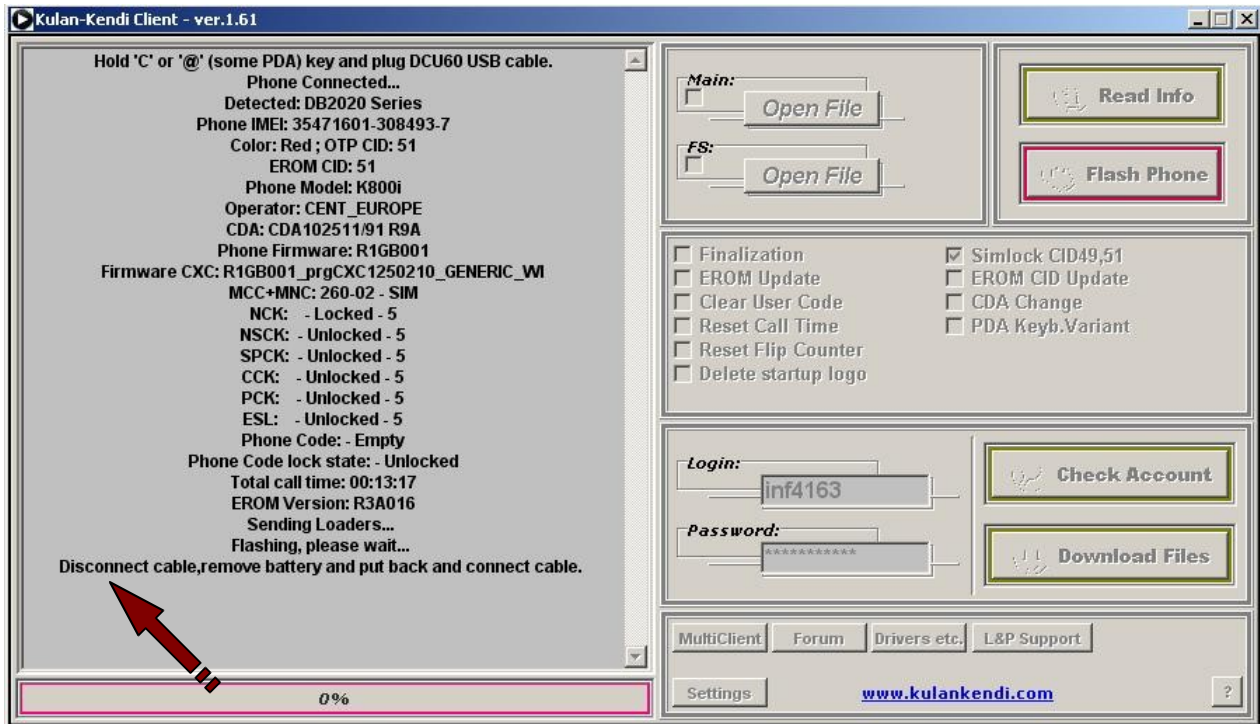 Kulan-Kendi Client - ver.1.61
Hold 'C' or '@' (some PDA) key and plug DCU60 USB cable.
Phone Connected...
Detected: DB2020 Series
Phone IMEI: 35471601-308493-7
Color: Red ; OTP CID: 51
EROM CID: 51
Phone Model: K800i
Operator: CENT_EUROPE
CDA: CDA102511/91 R9A
Phone Firmware: R1GB001
Firmware CXC: R1GB001_prgCXC1250210_GENERIC_WI
MCC+MNC: 260-02 - SIM
NCK: - Locked - 5
NSCK: - Unlocked - 5
SPCK: - Unlocked - 5
CCK: - Unlocked - 5
PCK: - Unlocked - 5
ESL: - Unlocked - 5
Phone Code: - Empty
Phone Code lock state: - Unlocked
Total call time: 00:13:17
EROM Version: R3A016
Sending Loaders...
Flashing, please wait...
Disconnect cable,remove battery and put back and connect cable.
0%
Main:
Open File
FS:
Open File
Read Info
Flash Phone
Finalization
EROM Update
Clear User Code
Reset Call Time
Reset Flip Counter
Delete startup logo
Simlock CID49,51
EROM CID Update
CDA Change
PDA Keyb.Variant
Login:
inf4163
Password:
***********
Check Account
Download Files
MultiClient
Forum
Drivers etc.
L&P Support
Settings
www.kulankendi.com
?